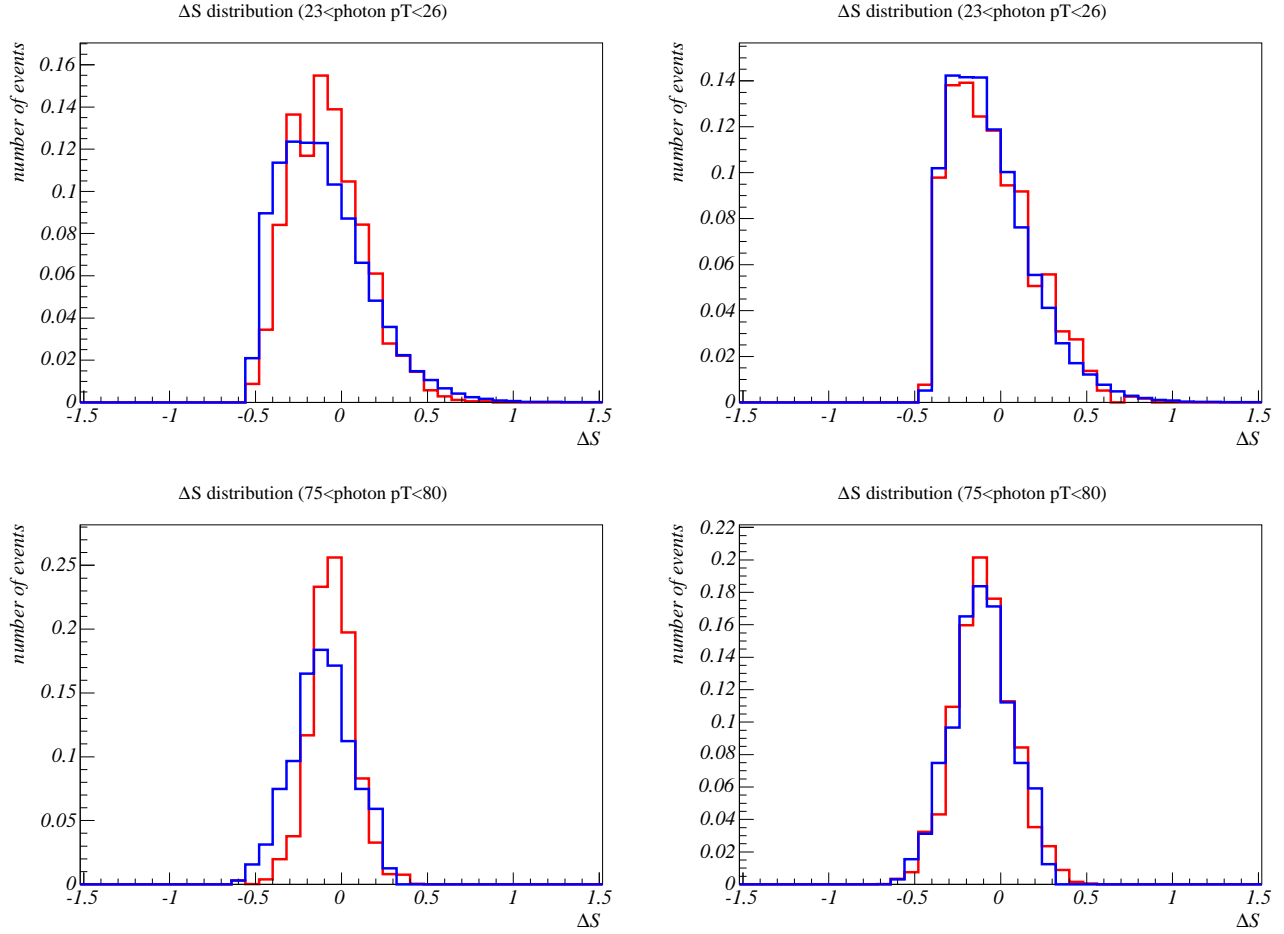 ΔS distribution (23<photon pT<26)
number of events
0.16
0.14
0.12
0.1
0.08
0.06
0.04
0.02
0
-1.5 -1 -0.5 0 0.5 1 1.5
ΔS
ΔS distribution (23<photon pT<26)
number of events
0.14
0.12
0.1
0.08
0.06
0.04
0.02
0
-1.5 -1 -0.5 0 0.5 1 1.5
ΔS
ΔS distribution (75<photon pT<80)
number of events
0.25
0.2
0.15
0.1
0.05
0
-1.5 -1 -0.5 0 0.5 1 1.5
ΔS
ΔS distribution (75<photon pT<80)
number of events
0.22
0.2
0.18
0.16
0.14
0.12
0.1
0.08
0.06
0.04
0.02
0
-1.5 -1 -0.5 0 0.5 1 1.5
ΔS